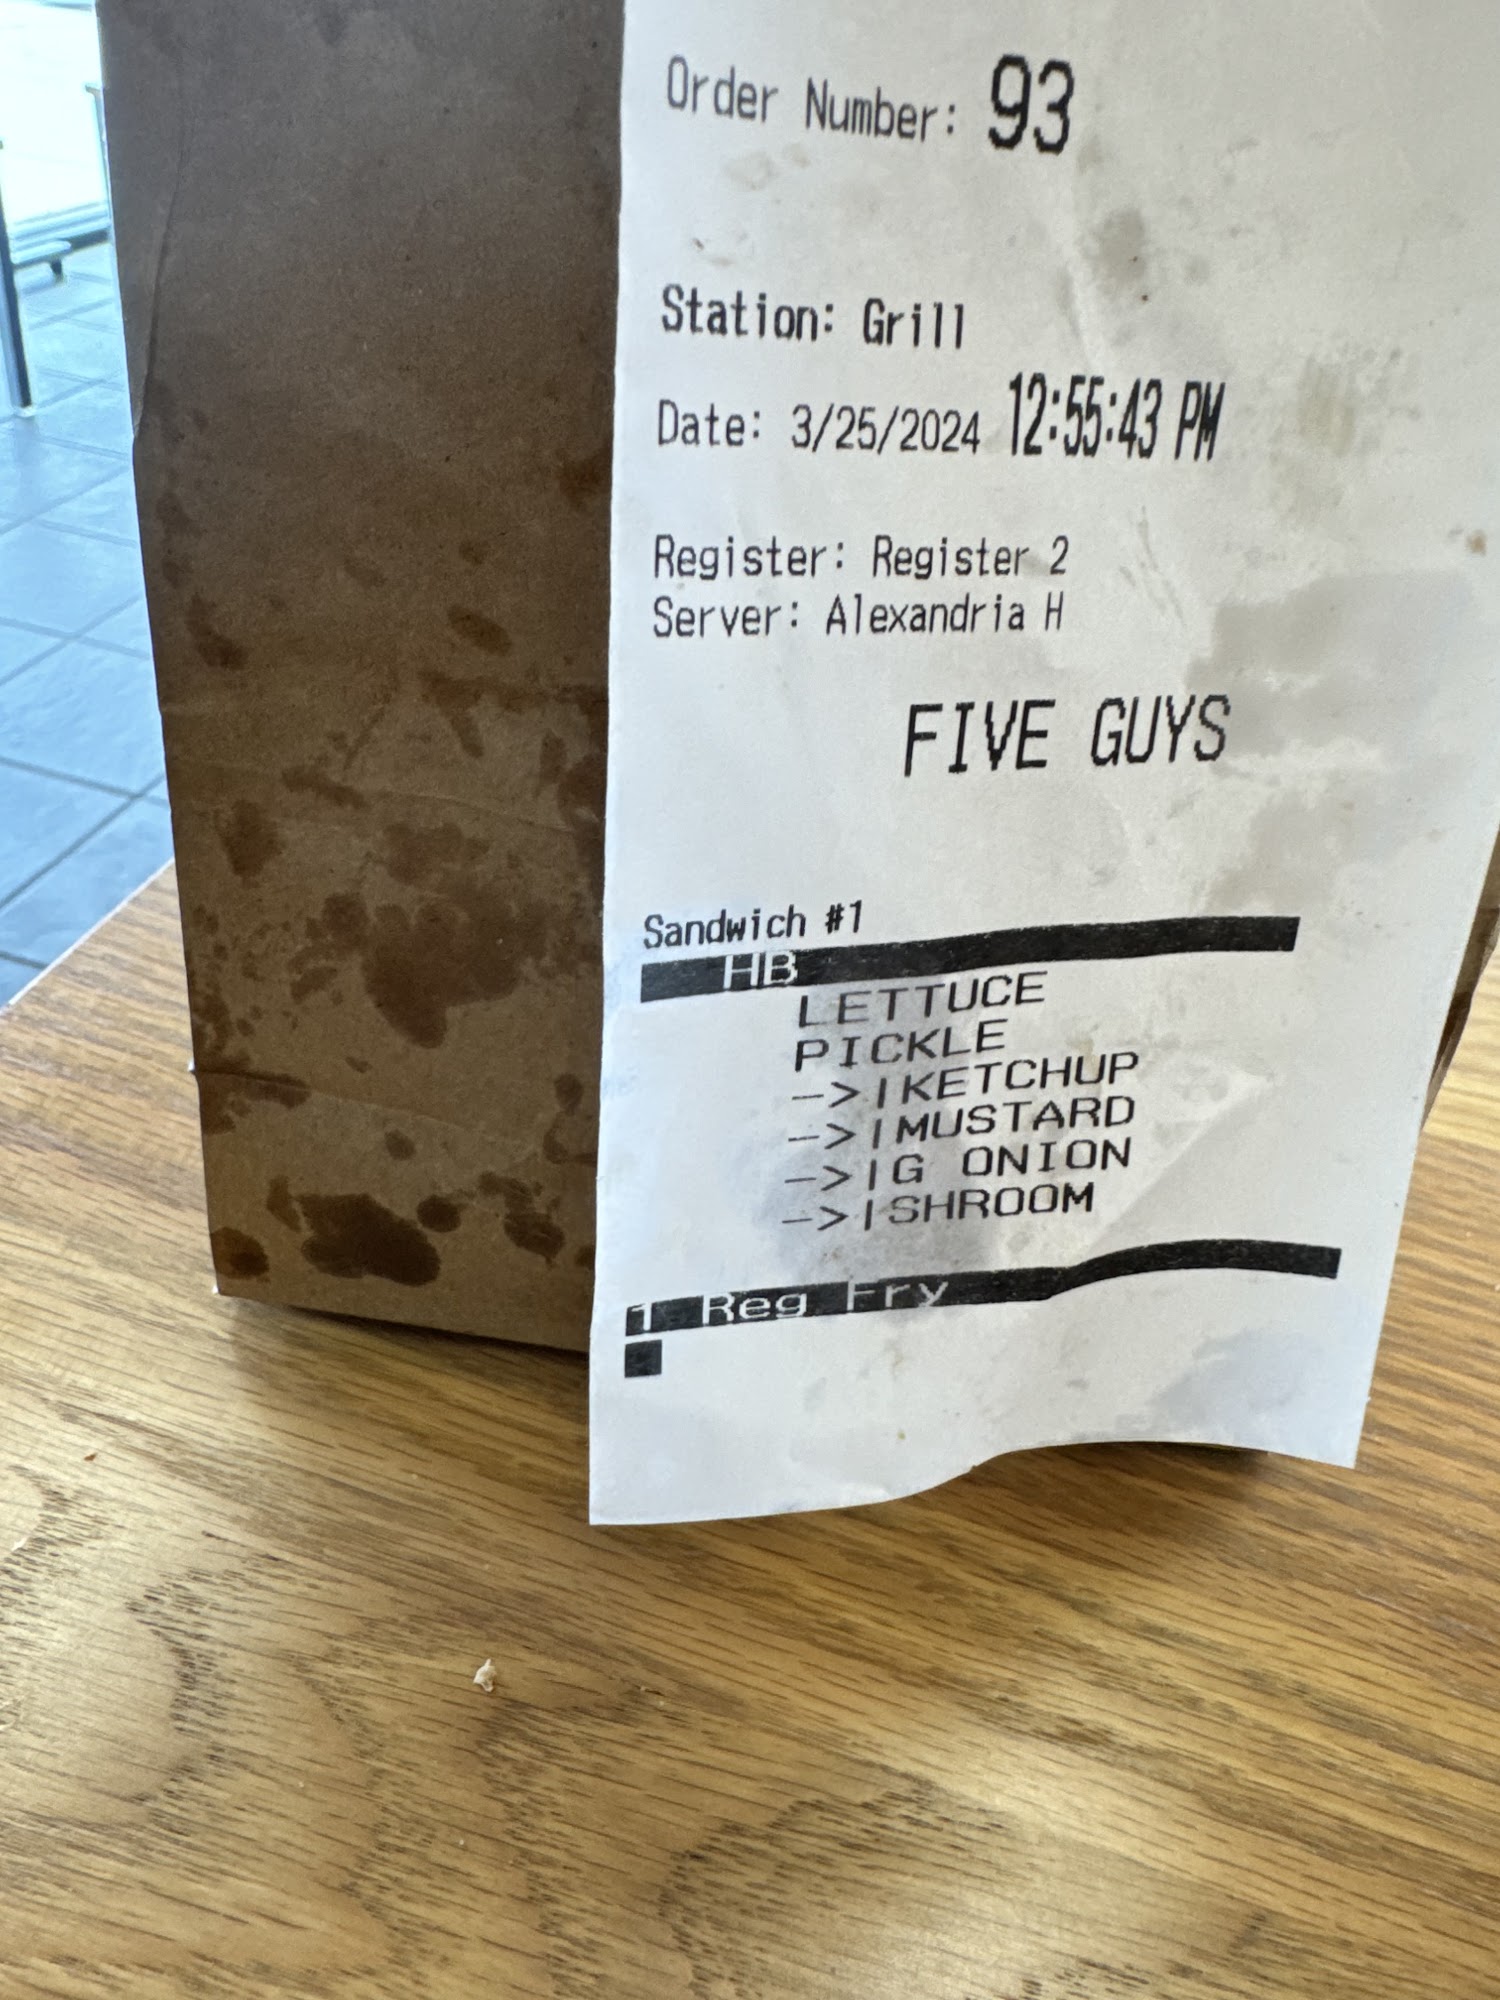 Order Number: 93
Station: Grill
Date: 3/25/2024 12:55:43 PM
Register: Register 2
Server: Alexandria H
FIVE GUYS
Sandwich #1
HB
LETTUCE
PICKLE
->|KETCHUP
->|MUSTARD
->|G ONION
->|SHROOM
1 Reg Fry